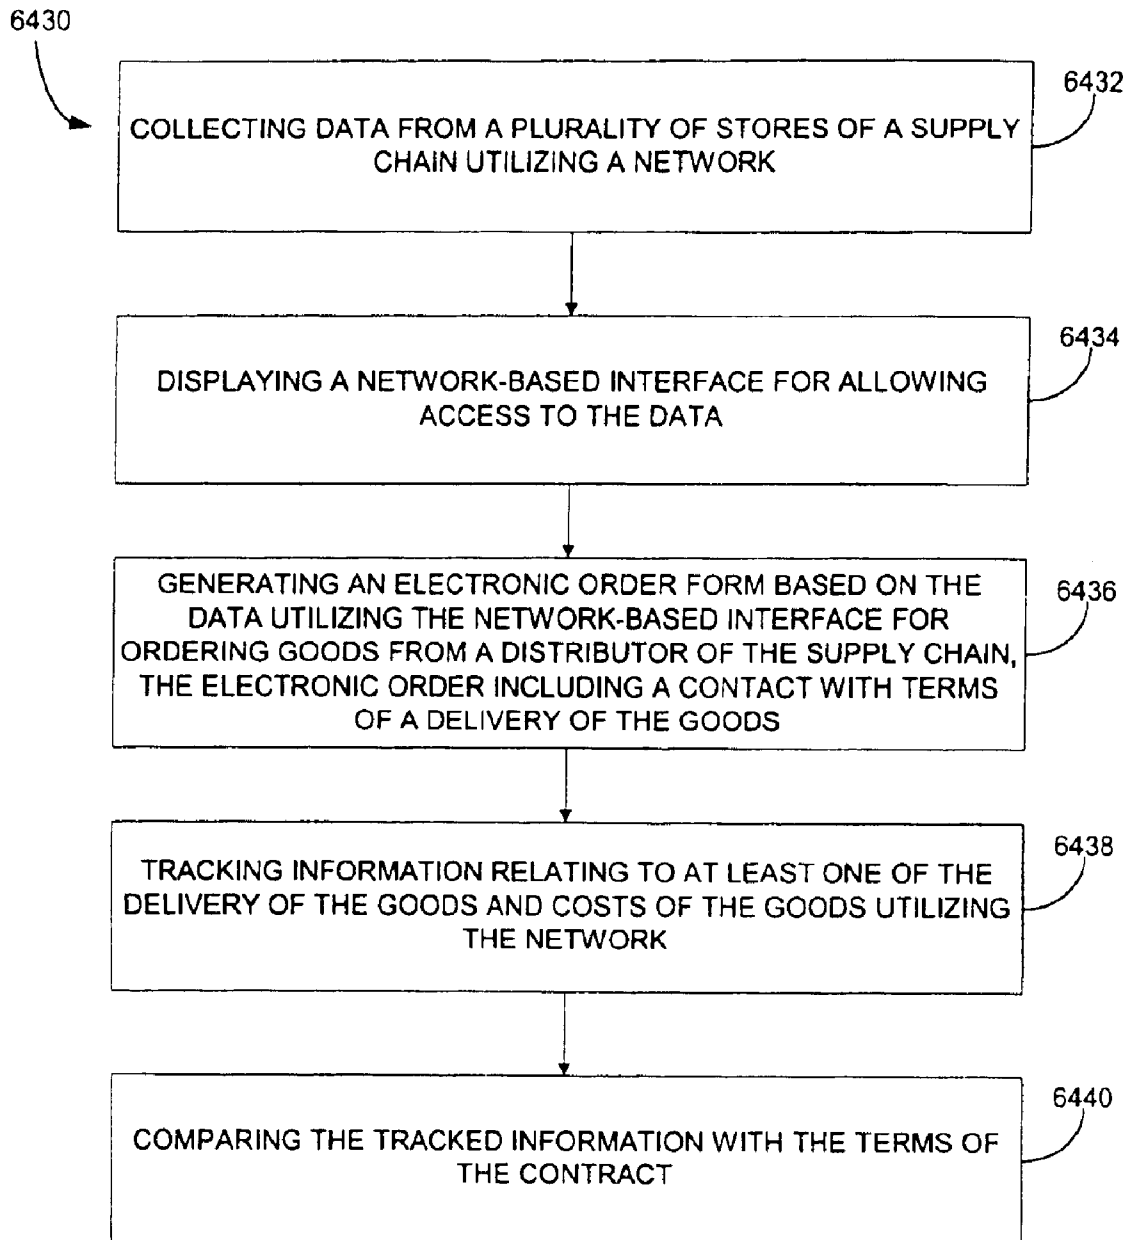 6430
6432
COLLECTING DATA FROM A PLURALITY OF STORES OF A SUPPLY
CHAIN UTILIZING A NETWORK
6434
DISPLAYING A NETWORK-BASED INTERFACE FOR ALLOWING
ACCESS TO THE DATA
6436
GENERATING AN ELECTRONIC ORDER FORM BASED ON THE
DATA UTILIZING THE NETWORK-BASED INTERFACE FOR
ORDERING GOODS FROM A DISTRIBUTOR OF THE SUPPLY CHAIN,
THE ELECTRONIC ORDER INCLUDING A CONTACT WITH TERMS
OF A DELIVERY OF THE GOODS
6438
TRACKING INFORMATION RELATING TO AT LEAST ONE OF THE
DELIVERY OF THE GOODS AND COSTS OF THE GOODS UTILIZING
THE NETWORK
6440
COMPARING THE TRACKED INFORMATION WITH THE TERMS OF
THE CONTRACT